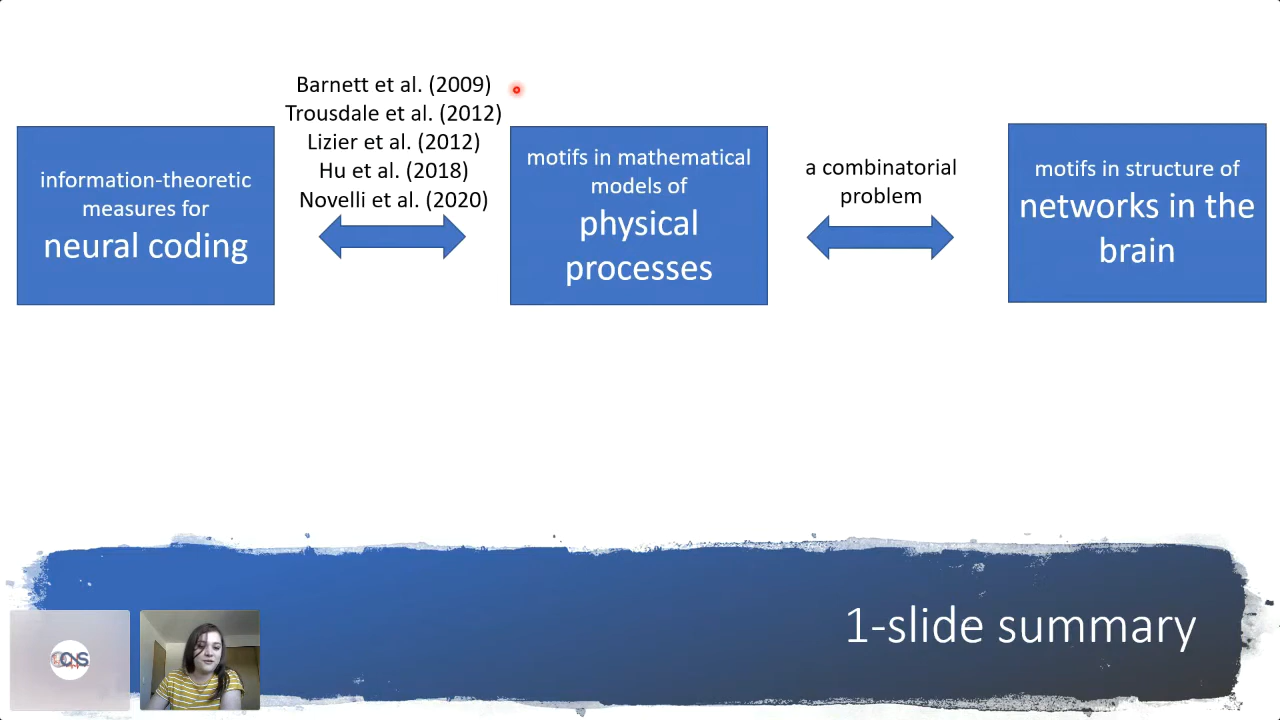 information-theoretic
measures for
neural coding
Barnett et al. (2009)
Trousdale et al. (2012)
Lizier et al. (2012)
Hu et al. (2018)
Novelli et al. (2020)
motifs in mathematical
models of
physical
processes
a combinatorial
problem
motifs in structure of
networks in the
brain
1-slide summary